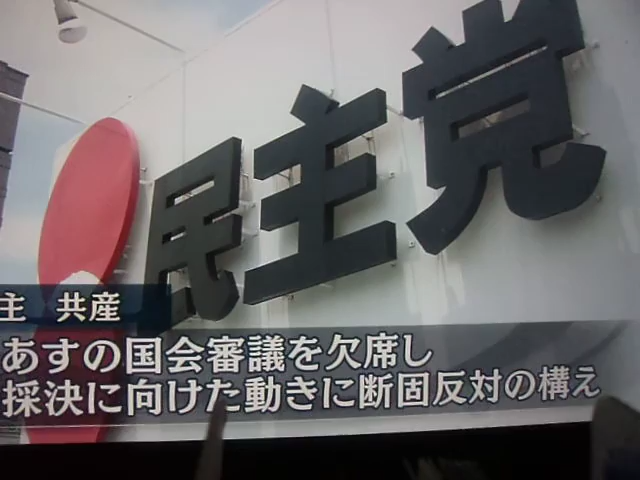 民主党
主 共産
あすの国会審議を欠席し
採決に向けた動きに断固反対の構え